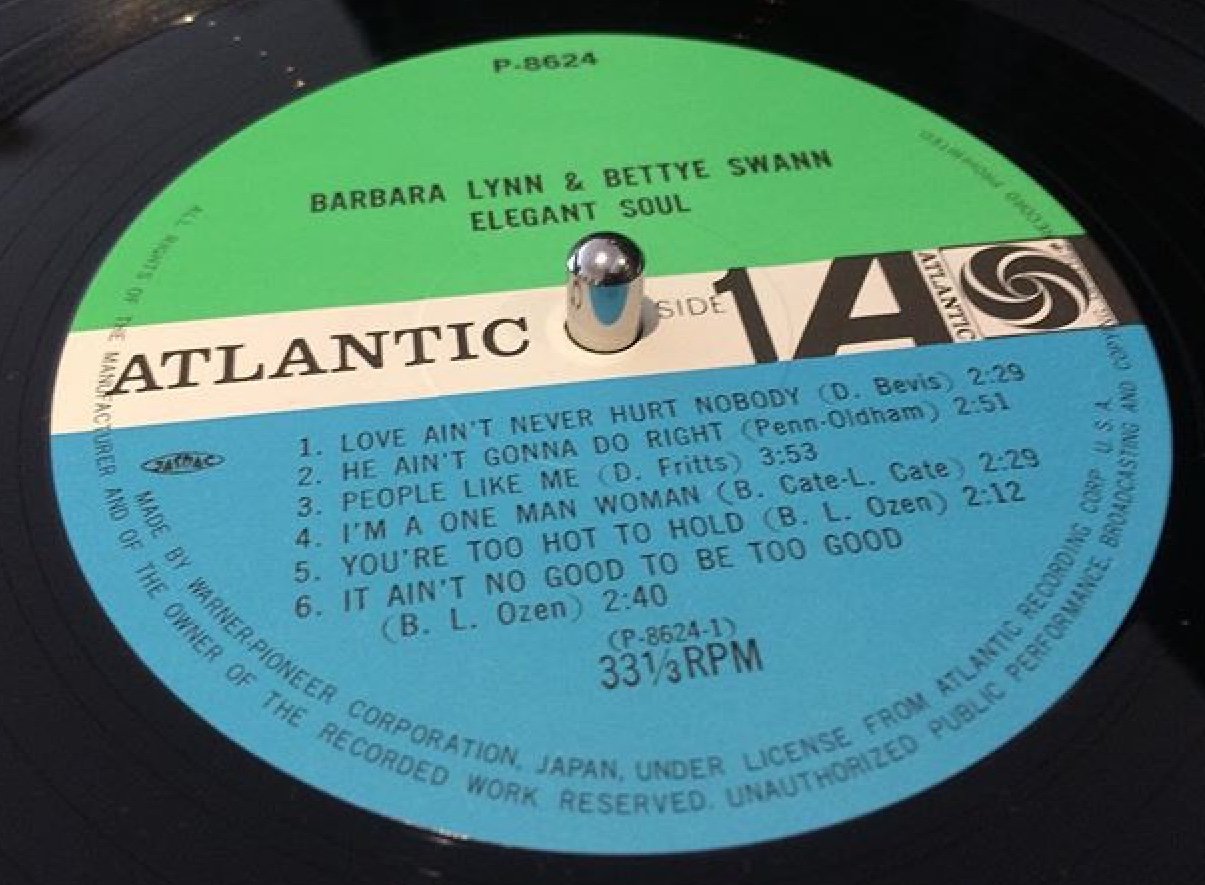 P-8624
BARBARA LYNN & BETTYE SWANN
ELEGANT SOUL
ATLANTIC
SIDE 1
A
ATLANTIC
1. LOVE AIN'T NEVER HURT NOBODY (D. Bevis) 2:29
2. HE AIN'T GONNA DO RIGHT (Penn-Oldham) 2:51
3. PEOPLE LIKE ME (D. Fritts) 3:53
4. I'M A ONE MAN WOMAN (B. Cate-L. Cate) 2:29
5. YOU'RE TOO HOT TO HOLD (B. L. Ozen) 2:12
6. IT AIN'T NO GOOD TO BE TOO GOOD
(B. L. Ozen) 2:40
(P-8624-1)
33⅓RPM
MADE BY WARNER-PIONEER CORPORATION, JAPAN, UNDER LICENSE FROM ATLANTIC RECORDING CORP. U.S.A.
ALL RIGHTS OF THE MANUFACTURER AND OF THE OWNER OF THE RECORDED WORK RESERVED. UNAUTHORIZED PUBLIC PERFORMANCE, BROADCASTING AND RECORD PROHIBITED